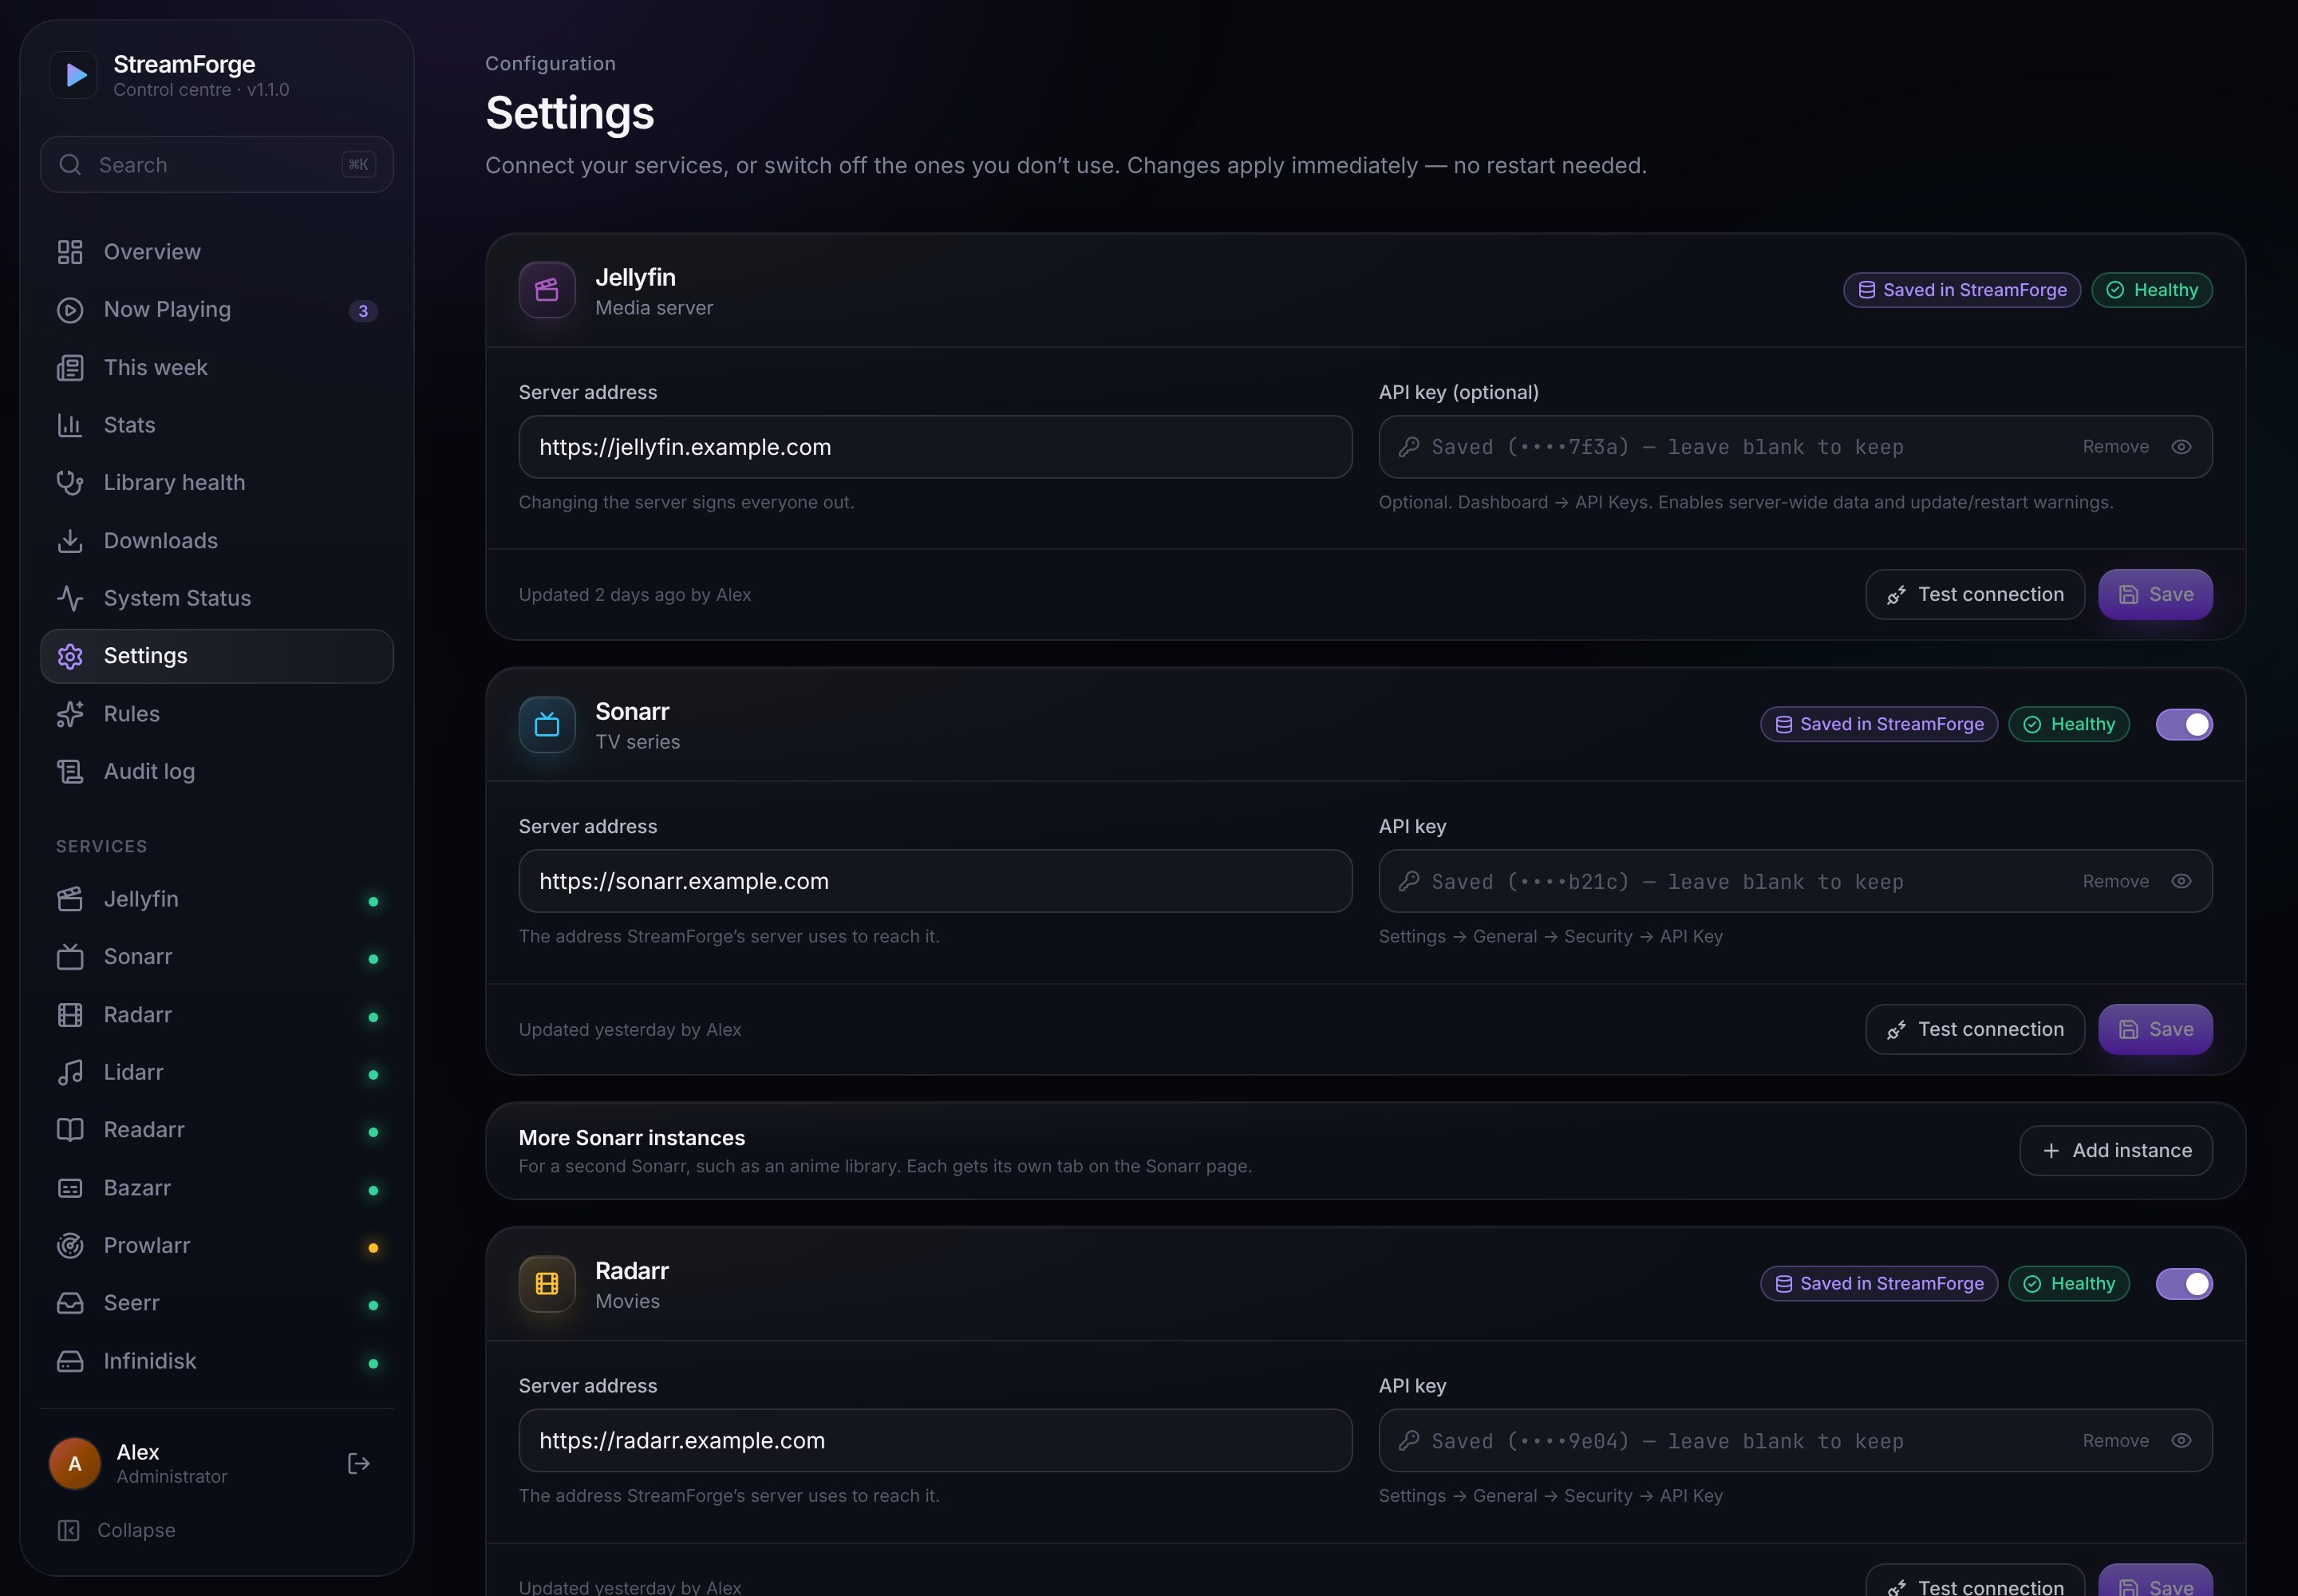 StreamForge
Control centre · v1.1.0
Search
⌘K
Overview
Now Playing
3
This week
Stats
Library health
Downloads
System Status
Settings
Rules
Audit log
SERVICES
Jellyfin
Sonarr
Radarr
Lidarr
Readarr
Bazarr
Prowlarr
Seerr
Infinidisk
A
Alex
Administrator
Collapse
Configuration
Settings
Connect your services, or switch off the ones you don’t use. Changes apply immediately — no restart needed.
Jellyfin
Media server
Saved in StreamForge
Healthy
Server address
API key (optional)
https://jellyfin.example.com
Saved (••••7f3a) — leave blank to keep
Remove
Changing the server signs everyone out.
Optional. Dashboard → API Keys. Enables server-wide data and update/restart warnings.
Updated 2 days ago by Alex
Test connection
Save
Sonarr
TV series
Saved in StreamForge
Healthy
Server address
API key
https://sonarr.example.com
Saved (••••b21c) — leave blank to keep
Remove
The address StreamForge’s server uses to reach it.
Settings → General → Security → API Key
Updated yesterday by Alex
Test connection
Save
More Sonarr instances
For a second Sonarr, such as an anime library. Each gets its own tab on the Sonarr page.
Add instance
Radarr
Movies
Saved in StreamForge
Healthy
Server address
API key
https://radarr.example.com
Saved (••••9e04) — leave blank to keep
Remove
The address StreamForge’s server uses to reach it.
Settings → General → Security → API Key
Updated yesterday by Alex
Test connection
Save